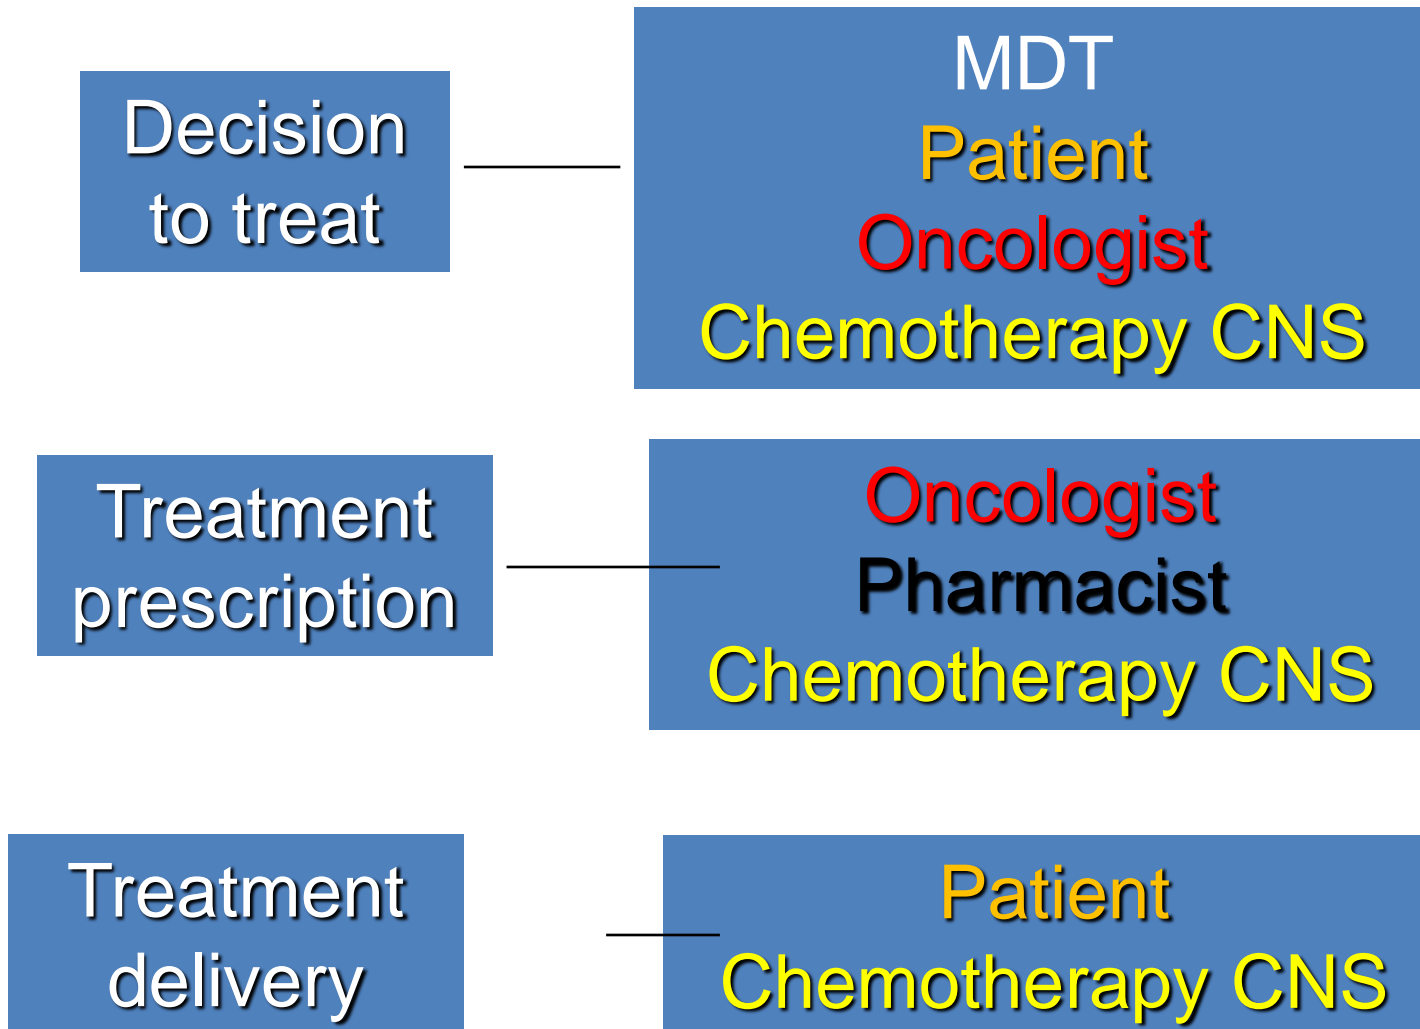 Decision
to treat
MDT
Patient
Oncologist
Chemotherapy CNS
Treatment
prescription
Oncologist
Pharmacist
Chemotherapy CNS
Treatment
delivery
Patient
Chemotherapy CNS